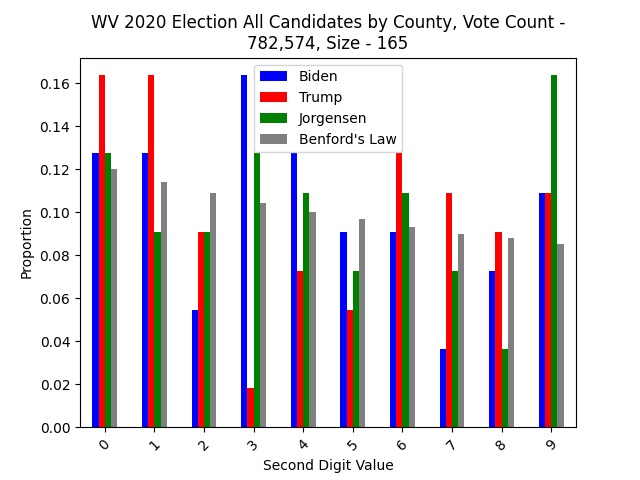 WV 2020 Election All Candidates by County, Vote Count -
782,574, Size - 165
Biden
Trump
Jorgensen
Benford's Law
Proportion
0.16
0.14
0.12
0.10
0.08
0.06
0.04
0.02
0.00
0 1 2 3 4 5 6 7 8 9
Second Digit Value